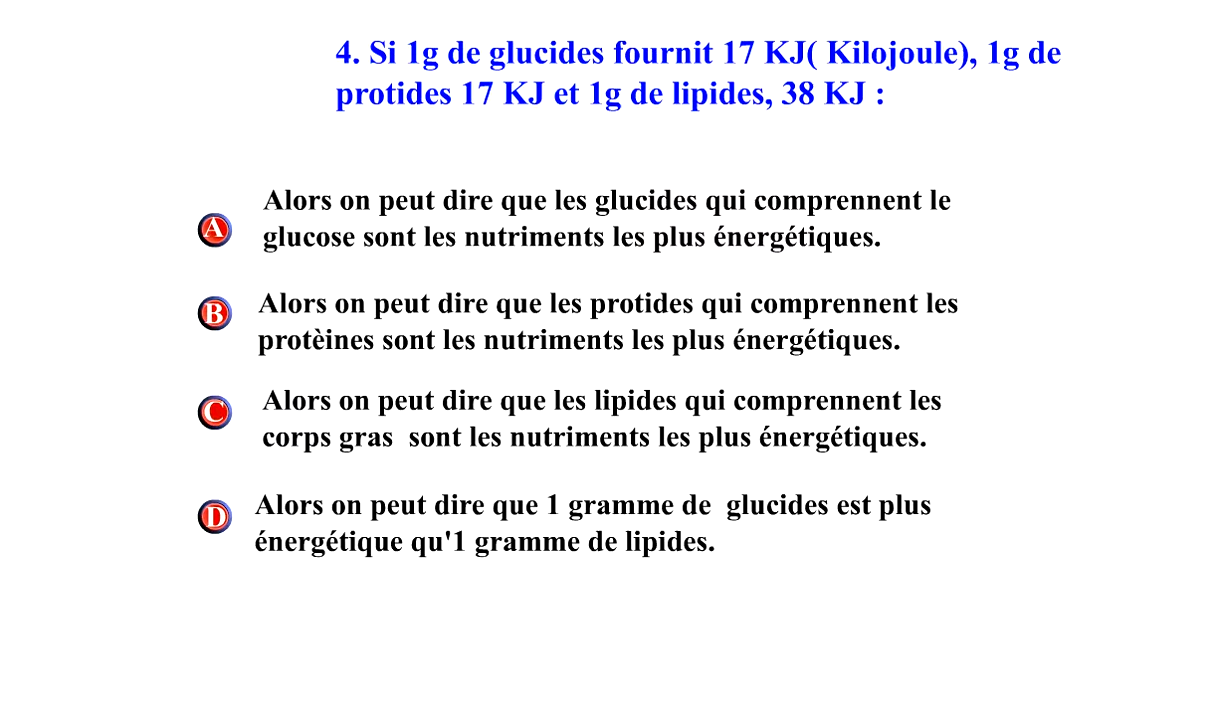 4. Si 1g de glucides fournit 17 KJ( Kilojoule), 1g de
protides 17 KJ et 1g de lipides, 38 KJ :
A
Alors on peut dire que les glucides qui comprennent le
glucose sont les nutriments les plus énergétiques.
B
Alors on peut dire que les protides qui comprennent les
protèines sont les nutriments les plus énergétiques.
C
Alors on peut dire que les lipides qui comprennent les
corps gras  sont les nutriments les plus énergétiques.
D
Alors on peut dire que 1 gramme de  glucides est plus
énergétique qu'1 gramme de lipides.